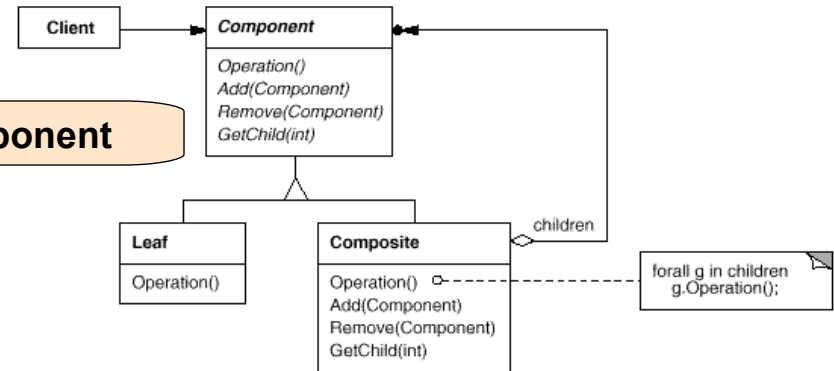 Client
Component
Operation()
Add(Component)
Remove(Component)
GetChild(int)
ponent
children
Leaf
Operation()
Composite
Operation()
Add(Component)
Remove(Component)
GetChild(int)
forall g in children
g.Operation();